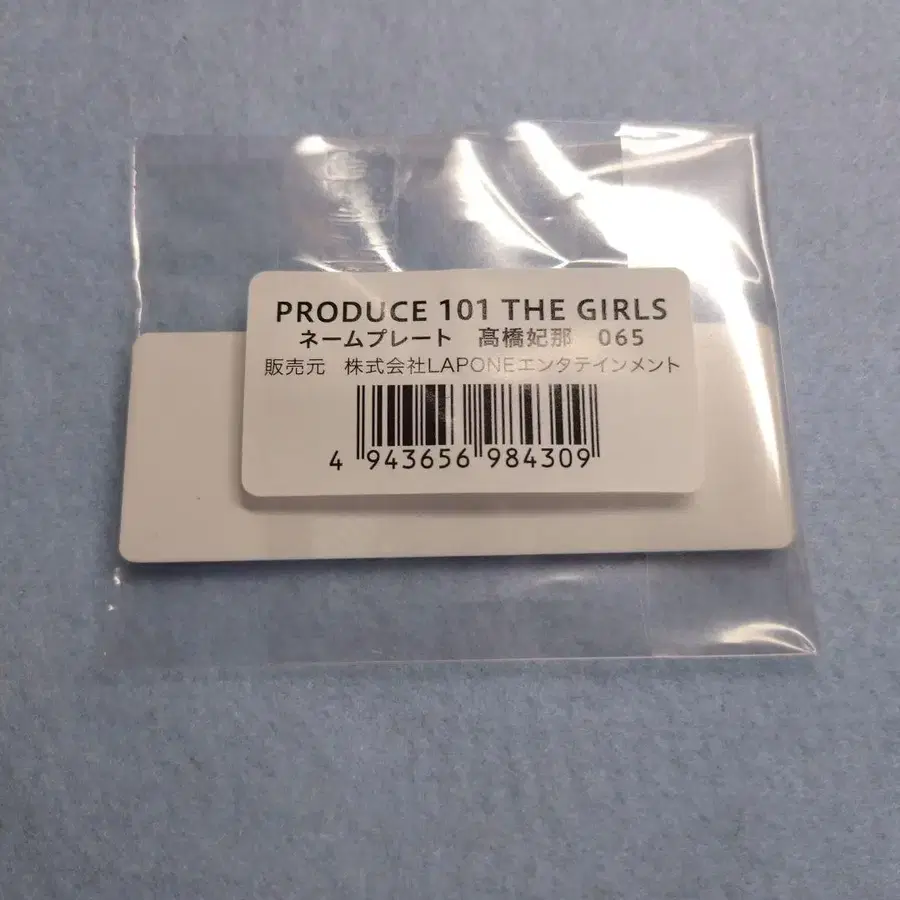 PRODUCE 101 THE GIRLS
ネームプレート　髙橋妃那　065
販売元　株式会社LAPONEエンタテインメント
4 943656 984309